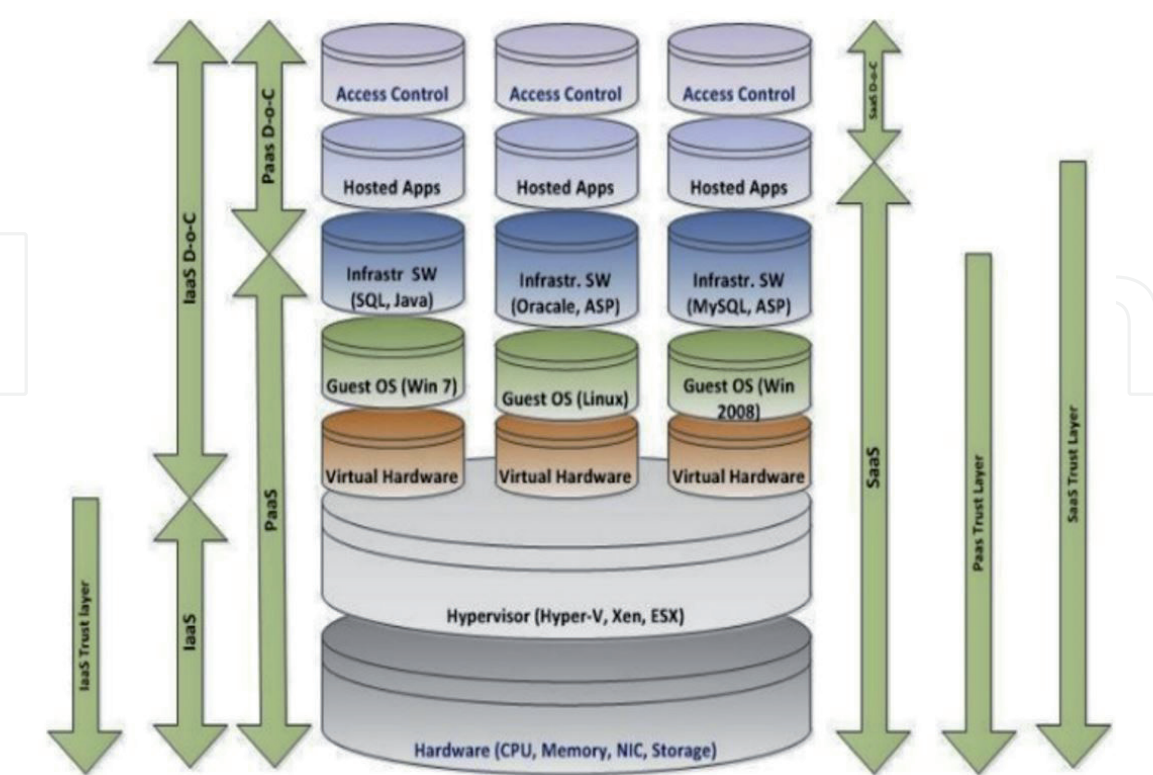 IaaS Trust layer
IaaS D-o-C
IaaS
Paas D-o-C
PaaS
Access Control
Access Control
Access Control
Hosted Apps
Hosted Apps
Hosted Apps
Infrastr SW
(SQL, Java)
Infrastr. SW
(Oracale, ASP)
Infrastr. SW
(MySQL, ASP)
Guest OS (Win 7)
Guest OS (Linux)
Guest OS (Win
2008)
Virtual Hardware
Virtual Hardware
Virtual Hardware
Hypervisor (Hyper-V, Xen, ESX)
Hardware (CPU, Memory, NIC, Storage)
SaaS D-o-C
SaaS
Paas Trust Layer
SaaS Trust Layer